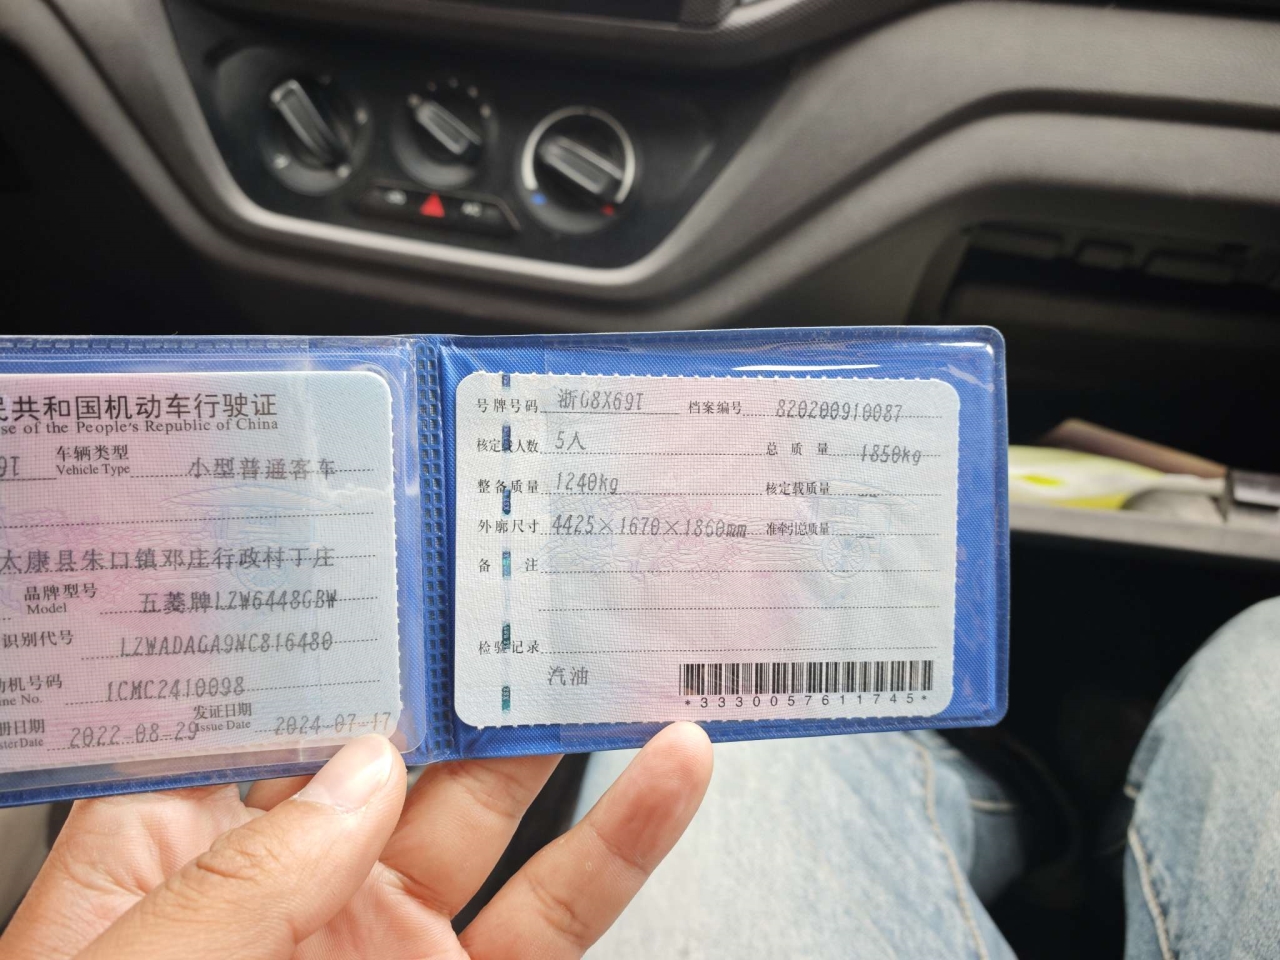 民共和国机动车行驶证
se of the People's Republic of China
9T 车辆类型 Vehicle Type 小型普通客车
太康县朱口镇邓庄行政村丁庄
品牌型号 Model 五菱牌LZW6448GBW
识别代号 LZWADAGA9NC816480
动机号码 ne No. 1CMC2410098
册日期 ster Date 2022-08-29 发证日期 Issue Date 2024-07-17
号牌号码 浙G8X69T 档案编号 820200910087
核定载人数 5人 总质量 1850kg
整备质量 1240kg 核定载质量 --
外廓尺寸 4425×1670×1860mm 准牵引总质量 --
备注
检验记录
汽油
*3330057611745*